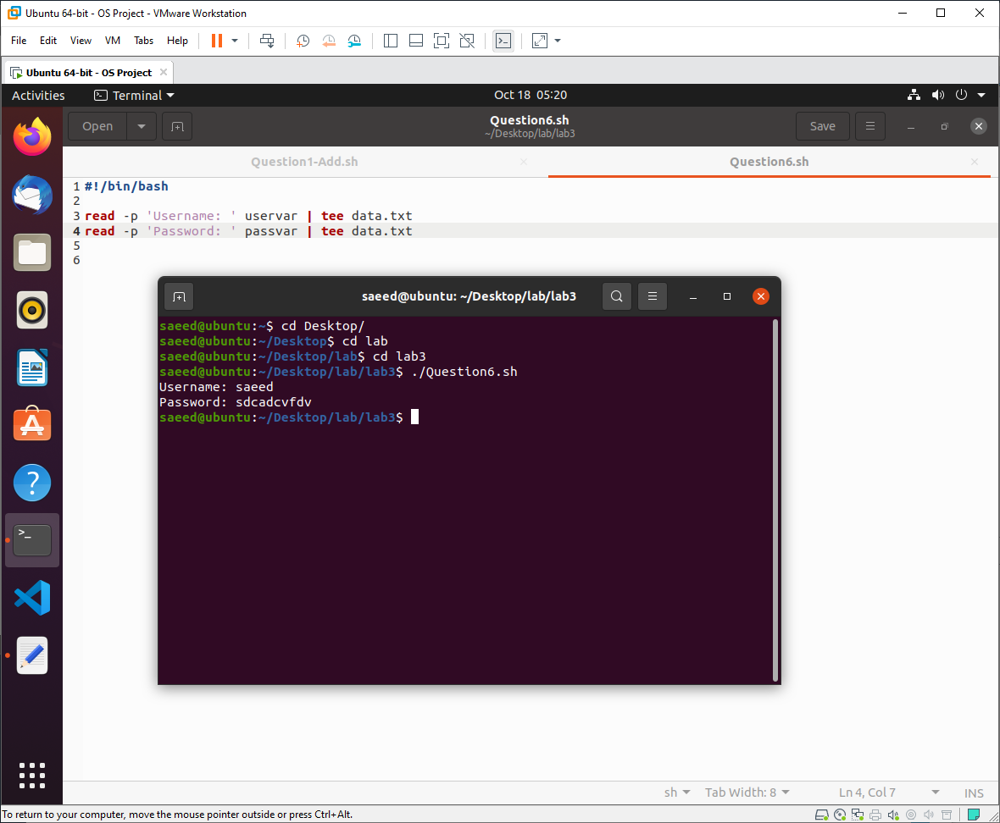 Ubuntu 64-bit - OS Project - VMware Workstation
File Edit View VM Tabs Help
Ubuntu 64-bit - OS Project
Activities Terminal Oct 18 05:20
Open Question6.sh Save
~/Desktop/lab/lab3
Question1-Add.sh Question6.sh
1 #!/bin/bash
2
3 read -p 'Username: ' uservar | tee data.txt
4 read -p 'Password: ' passvar | tee data.txt
5
6
saeed@ubuntu: ~/Desktop/lab/lab3
saeed@ubuntu:~$ cd Desktop/
saeed@ubuntu:~/Desktop$ cd lab
saeed@ubuntu:~/Desktop/lab$ cd lab3
saeed@ubuntu:~/Desktop/lab/lab3$ ./Question6.sh
Username: saeed
Password: sdcadcvfdv
saeed@ubuntu:~/Desktop/lab/lab3$
sh Tab Width: 8 Ln 4, Col 7 INS
To return to your computer, move the mouse pointer outside or press Ctrl+Alt.